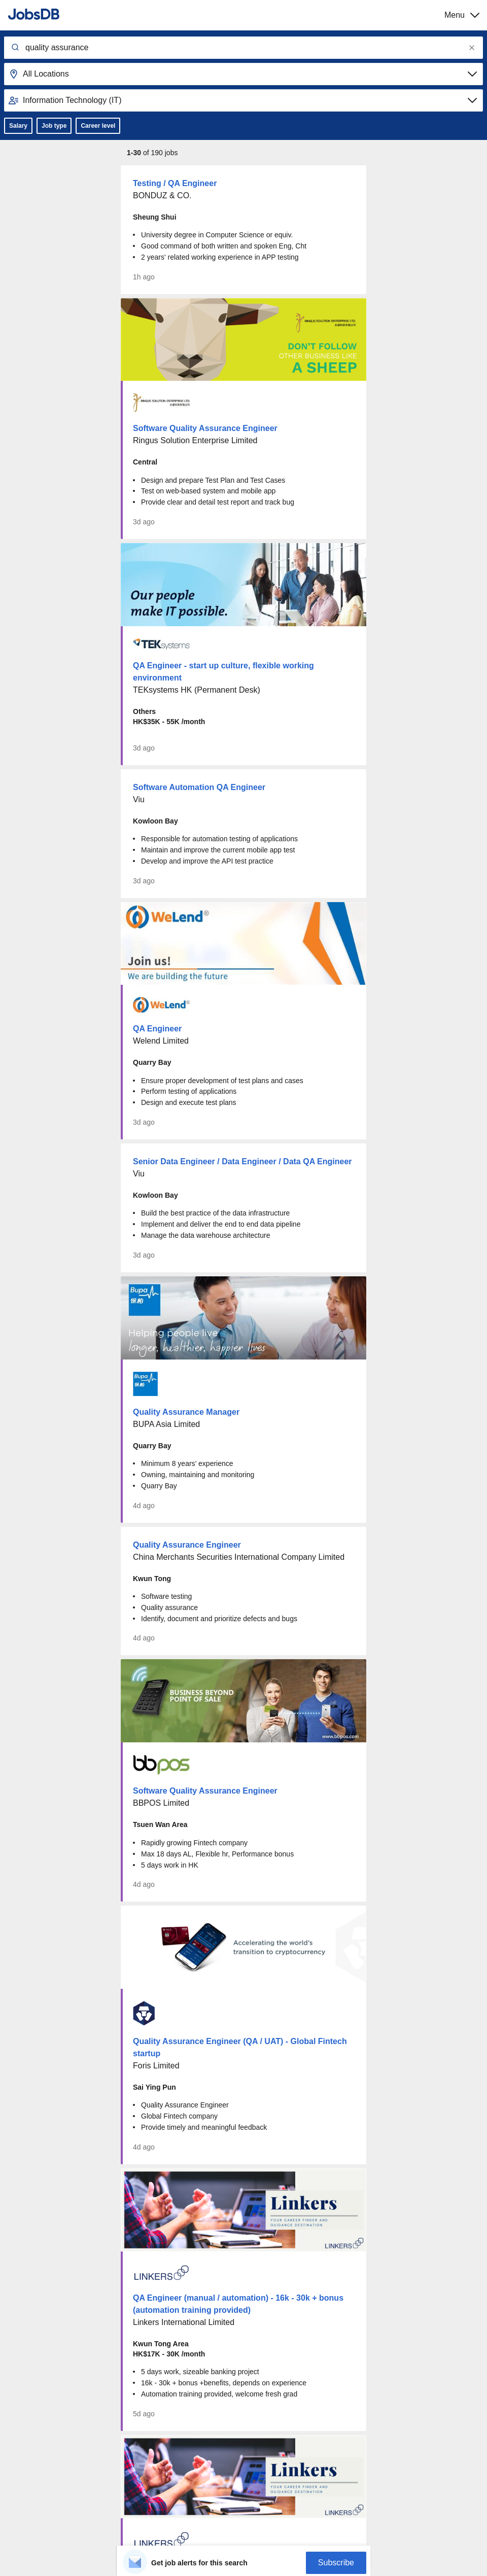 JobsDB
Menu
quality assurance
All Locations
Information Technology (IT)
Salary
Job type
Career level
1-30 of 190 jobs
Testing / QA Engineer
BONDUZ & CO.
Sheung Shui
• University degree in Computer Science or equiv.
• Good command of both written and spoken Eng, Cht
• 2 years' related working experience in APP testing
1h ago
RINGUS SOLUTION ENTERPRISE LTD.
DON'T FOLLOW
OTHER BUSINESS LIKE
A SHEEP
RINGUS SOLUTION ENTERPRISE LTD.
Software Quality Assurance Engineer
Ringus Solution Enterprise Limited
Central
• Design and prepare Test Plan and Test Cases
• Test on web-based system and mobile app
• Provide clear and detail test report and track bug
3d ago
Our people
make IT possible.
TEKsystems
QA Engineer - start up culture, flexible working
environment
TEKsystems HK (Permanent Desk)
Others
HK$35K - 55K /month
3d ago
Software Automation QA Engineer
Viu
Kowloon Bay
• Responsible for automation testing of applications
• Maintain and improve the current mobile app test
• Develop and improve the API test practice
3d ago
WeLend®
Join us!
We are building the future
WeLend
QA Engineer
Welend Limited
Quarry Bay
• Ensure proper development of test plans and cases
• Perform testing of applications
• Design and execute test plans
3d ago
Senior Data Engineer / Data Engineer / Data QA Engineer
Viu
Kowloon Bay
• Build the best practice of the data infrastructure
• Implement and deliver the end to end data pipeline
• Manage the data warehouse architecture
3d ago
Bupa
保柏
Helping people live
longer, healthier, happier lives
Bupa
保柏
Quality Assurance Manager
BUPA Asia Limited
Quarry Bay
• Minimum 8 years' experience
• Owning, maintaining and monitoring
• Quarry Bay
4d ago
Quality Assurance Engineer
China Merchants Securities International Company Limited
Kwun Tong
• Software testing
• Quality assurance
• Identify, document and prioritize defects and bugs
4d ago
BUSINESS BEYOND
POINT OF SALE
www.bbpos.com
bbpos
Software Quality Assurance Engineer
BBPOS Limited
Tsuen Wan Area
• Rapidly growing Fintech company
• Max 18 days AL, Flexible hr, Performance bonus
• 5 days work in HK
4d ago
Accelerating the world's
transition to cryptocurrency
Quality Assurance Engineer (QA / UAT) - Global Fintech
startup
Foris Limited
Sai Ying Pun
• Quality Assurance Engineer
• Global Fintech company
• Provide timely and meaningful feedback
4d ago
Linkers
YOUR CAREER FINDER AND
GUIDANCE DESTINATION
LINKERS
LINKERS
QA Engineer (manual / automation) - 16k - 30k + bonus
(automation training provided)
Linkers International Limited
Kwun Tong Area
HK$17K - 30K /month
• 5 days work, sizeable banking project
• 16k - 30k + bonus +benefits, depends on experience
• Automation training provided, welcome fresh grad
5d ago
Linkers
YOUR CAREER FINDER AND
GUIDANCE DESTINATION
LINKERS
LINKERS
Get job alerts for this search
Subscribe